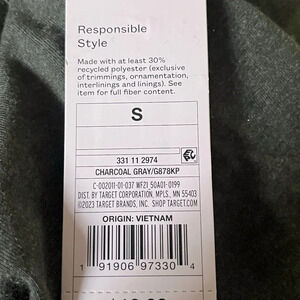 Responsible
Style
Made with at least 30%
recycled polyester (exclusive
of trimmings, ornamentation,
interlinings and linings). See
item for full fiber content.
S
331 11 2974
CHARCOAL GRAY/G878KP
C-002011-01-037 WF21_50A01-0199
DIST. BY TARGET CORPORATION, MPLS, MN 55403
©2023 TARGET BRANDS, INC. SHOP TARGET.COM
ORIGIN: VIETNAM
1 91906 97330 4